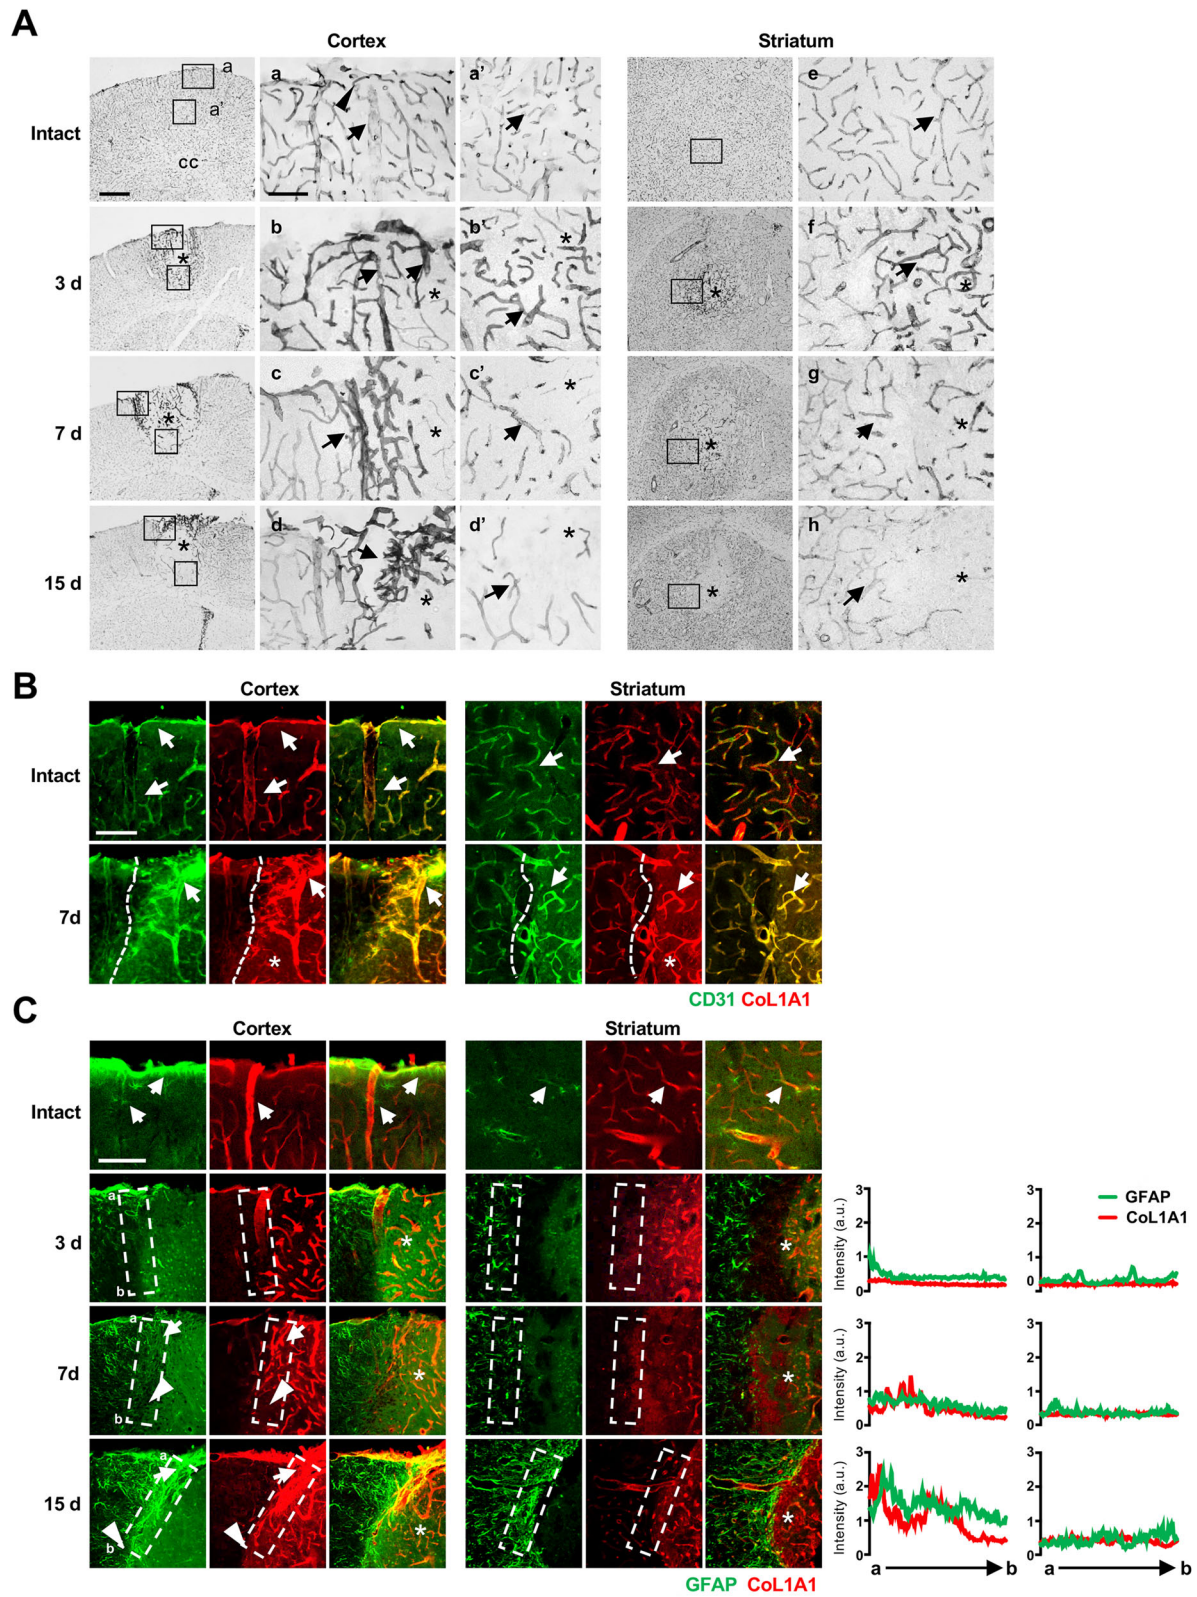 A
Cortex
Striatum
Intact
a
a'
cc
a
a'
e
3 d
b
*
b'
*
*
*
f
*
7 d
*
c
*
c'
*
*
g
*
15 d
*
d
*
d'
*
*
h
*
B
Cortex
Striatum
Intact
7d
*
*
CD31 CoL1A1
C
Cortex
Striatum
Intact
3 d
a
b
*
*
Intensity (a.u.)
3
2
1
0
3
2
1
0
0
GFAP
CoL1A1
7d
a
b
*
*
Intensity (a.u.)
3
2
1
0
3
2
1
0
15 d
a
b
*
*
Intensity (a.u.)
3
2
1
0
3
2
1
0
a
b
a
b
GFAP CoL1A1